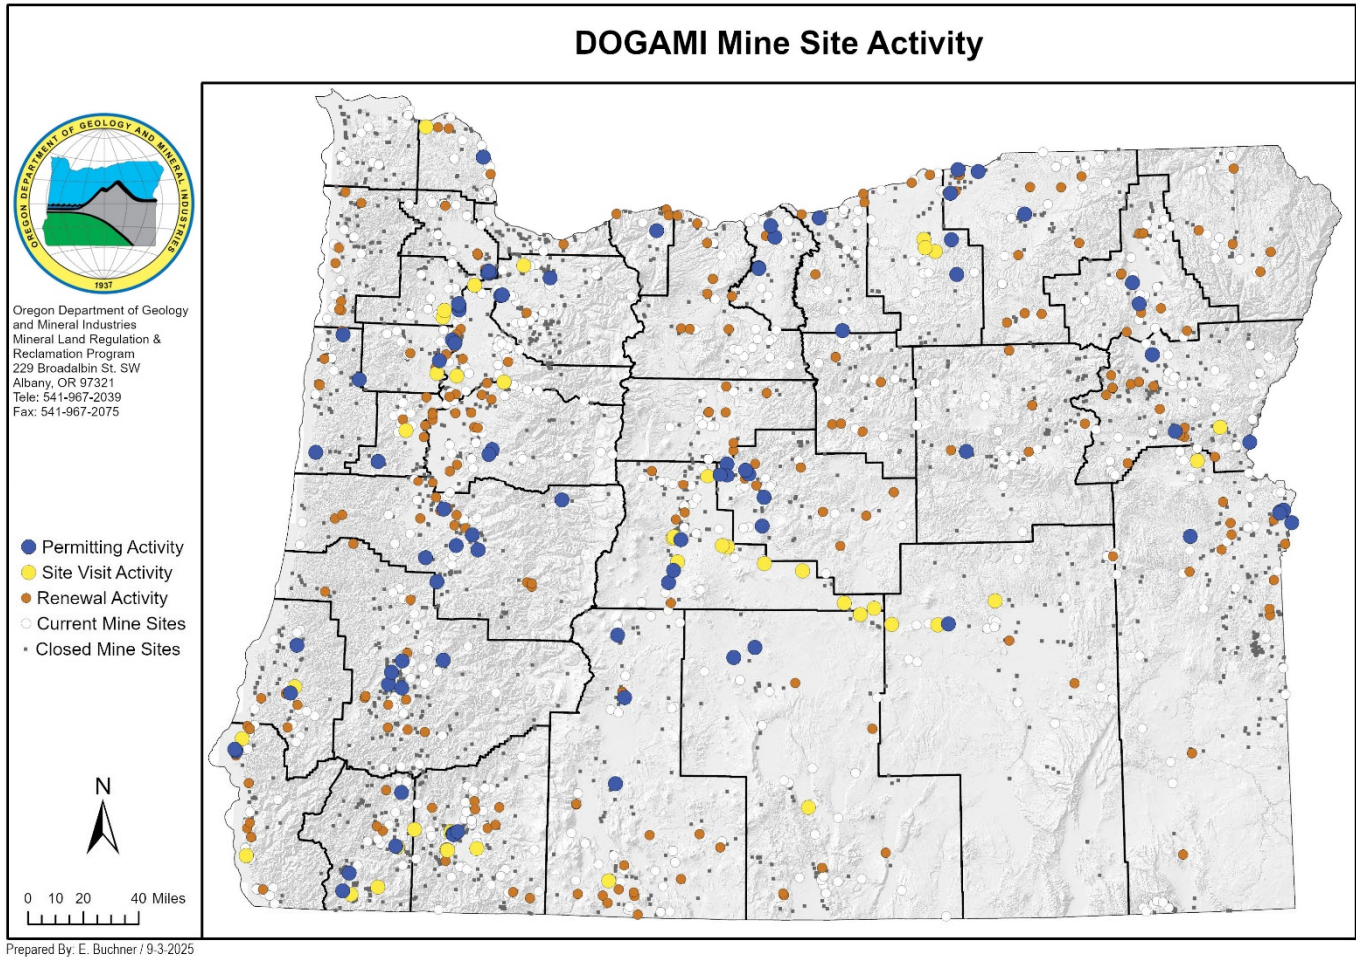 DOGAMI Mine Site Activity
OREGON DEPARTMENT OF GEOLOGY AND MINERAL INDUSTRIES
1937
Oregon Department of Geology
and Mineral Industries
Mineral Land Regulation &
Reclamation Program
229 Broadalbin St. SW
Albany, OR 97321
Tele: 541-967-2039
Fax: 541-967-2075
Permitting Activity
Site Visit Activity
Renewal Activity
Current Mine Sites
Closed Mine Sites
N
0 10 20 40 Miles
Prepared By: E. Buchner / 9-3-2025